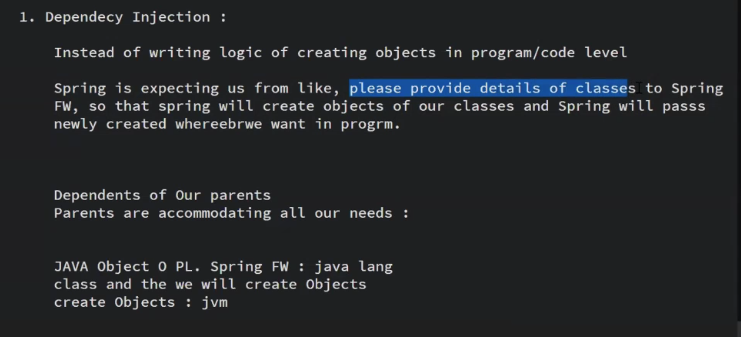 1. Dependecy Injection :
Instead of writing logic of creating objects in program/code level
Spring is expecting us from like, please provide details of classes to Spring
FW, so that spring will create objects of our classes and Spring will passs
newly created whereebrwe want in progrm.
Dependents of Our parents
Parents are accommodating all our needs :
JAVA Object O PL. Spring FW : java lang
class and the we will create Objects
create Objects : jvm